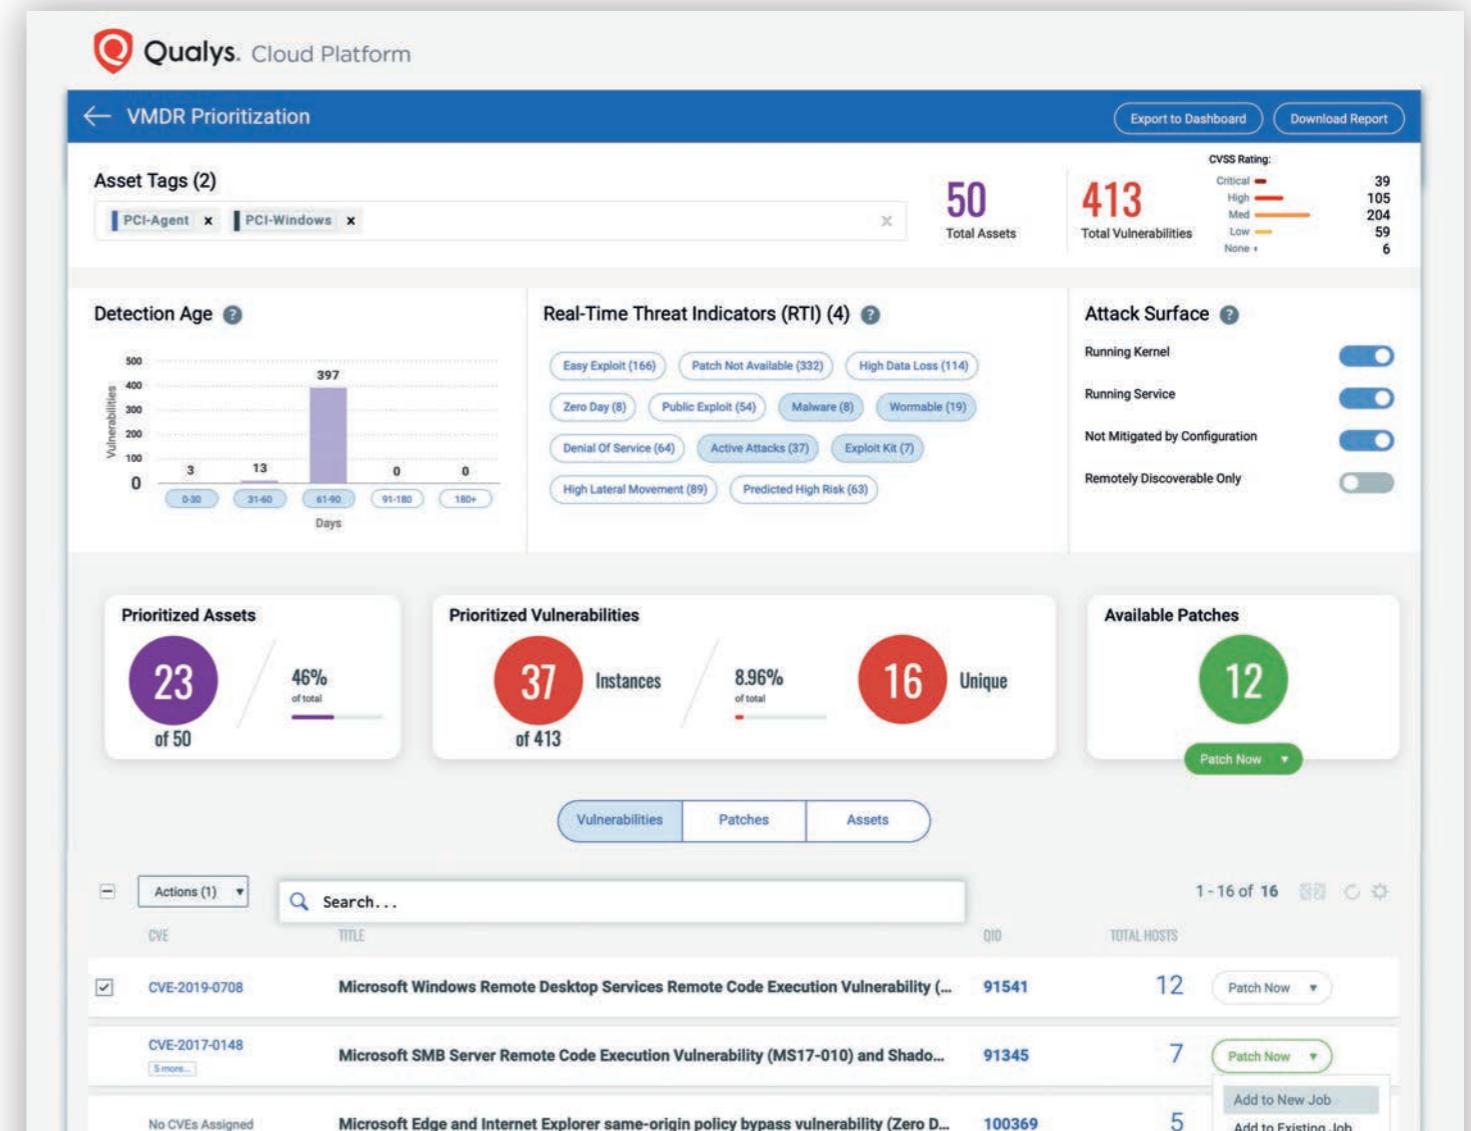 Qualys. Cloud Platform
VMDR Prioritization
Export to Dashboard
Download Report
Asset Tags (2)
PCI-Agent x
PCI-Windows x
50
Total Assets
413
Total Vulnerabilities
CVSS Rating:
Critical 39
High 105
Med 204
Low 59
None 6
Detection Age ?
Vulnerabilities
500
400
300
200
100
0
3
13
397
0
0
0-30
31-60
61-90
91-180
180+
Days
Real-Time Threat Indicators (RTI) (4) ?
Easy Exploit (166)
Patch Not Available (332)
High Data Loss (114)
Zero Day (8)
Public Exploit (54)
Malware (8)
Wormable (19)
Denial Of Service (64)
Active Attacks (37)
Exploit Kit (7)
High Lateral Movement (89)
Predicted High Risk (63)
Attack Surface ?
Running Kernel
Running Service
Not Mitigated by Configuration
Remotely Discoverable Only
Prioritized Assets
23
of 50
46%
of total
Prioritized Vulnerabilities
37
Instances
of 413
8.96%
of total
16
Unique
Available Patches
12
Patch Now
Vulnerabilities
Patches
Assets
Actions (1)
Search...
1 - 16 of 16
CVE TITLE QID TOTAL HOSTS
CVE-2019-0708 Microsoft Windows Remote Desktop Services Remote Code Execution Vulnerability (... 91541 12 Patch Now
CVE-2017-0148
5 more...
Microsoft SMB Server Remote Code Execution Vulnerability (MS17-010) and Shado... 91345 7 Patch Now
Add to New Job
No CVEs Assigned Microsoft Edge and Internet Explorer same-origin policy bypass vulnerability (Zero D... 100369 5
Add to Existing Job